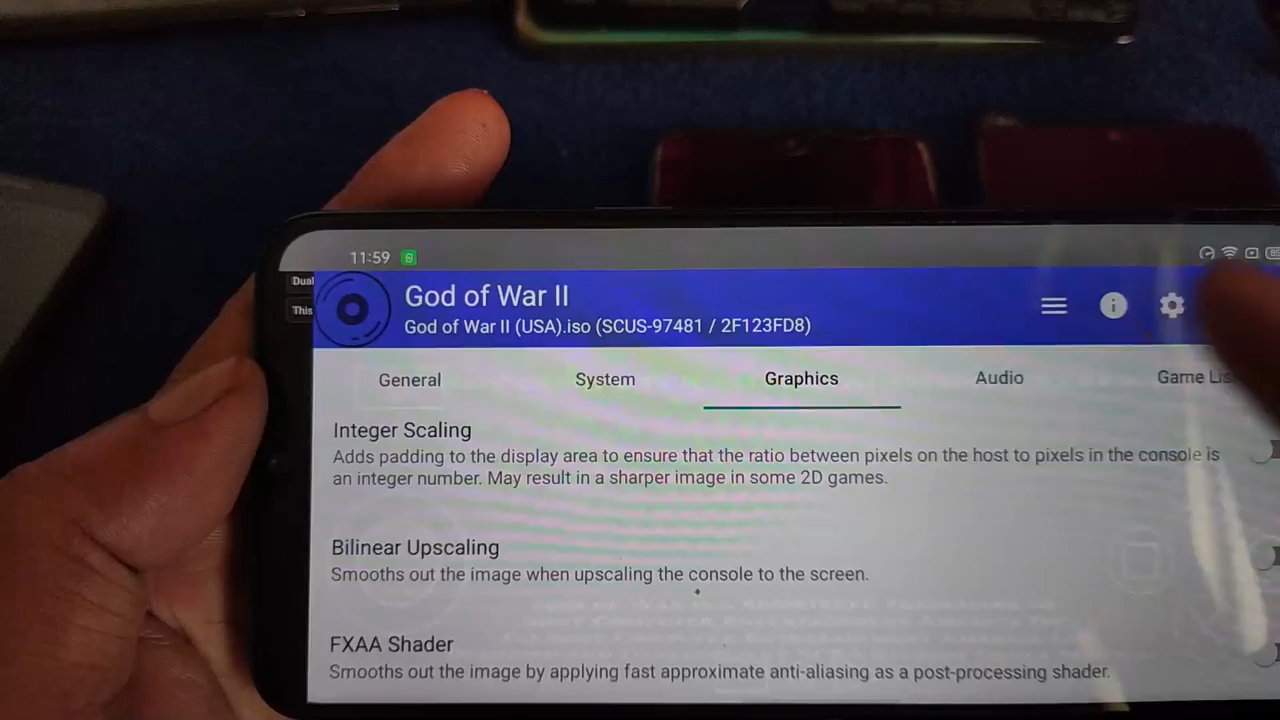 11:59
Dual
This
God of War II
God of War II (USA).iso (SCUS-97481 / 2F123FD8)
General System Graphics Audio Game Lis
Integer Scaling
Adds padding to the display area to ensure that the ratio between pixels on the host to pixels in the console is
an integer number. May result in a sharper image in some 2D games.
Bilinear Upscaling
Smooths out the image when upscaling the console to the screen.
FXAA Shader
Smooths out the image by applying fast approximate anti-aliasing as a post-processing shader.